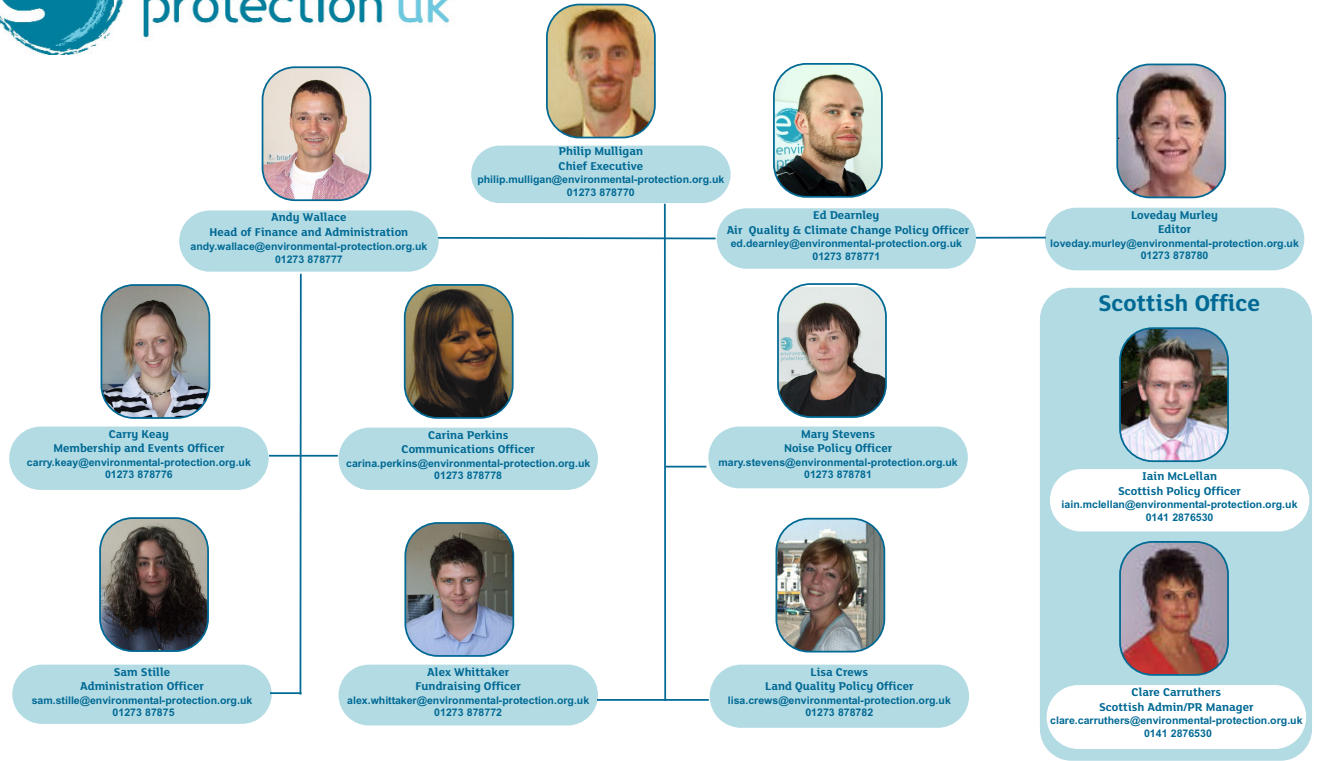 protection uk
Philip Mulligan
Chief Executive
philip.mulligan@environmental-protection.org.uk
01273 878770
Andy Wallace
Head of Finance and Administration
andy.wallace@environmental-protection.org.uk
01273 878777
Ed Dearnley
Air Quality & Climate Change Policy Officer
ed.dearnley@environmental-protection.org.uk
01273 878771
Loveday Murley
Editor
loveday.murley@environmental-protection.org.uk
01273 878780
Carry Keay
Membership and Events Officer
carry.keay@environmental-protection.org.uk
01273 878776
Carina Perkins
Communications Officer
carina.perkins@environmental-protection.org.uk
01273 878778
Mary Stevens
Noise Policy Officer
mary.stevens@environmental-protection.org.uk
01273 878781
Sam Stille
Administration Officer
sam.stille@environmental-protection.org.uk
01273 87875
Alex Whittaker
Fundraising Officer
alex.whittaker@environmental-protection.org.uk
01273 878772
Lisa Crews
Land Quality Policy Officer
lisa.crews@environmental-protection.org.uk
01273 878782
Scottish Office
Iain McLellan
Scottish Policy Officer
iain.mclellan@environmental-protection.org.uk
0141 2876530
Clare Carruthers
Scottish Admin/PR Manager
clare.carruthers@environmental-protection.org.uk
0141 2876530